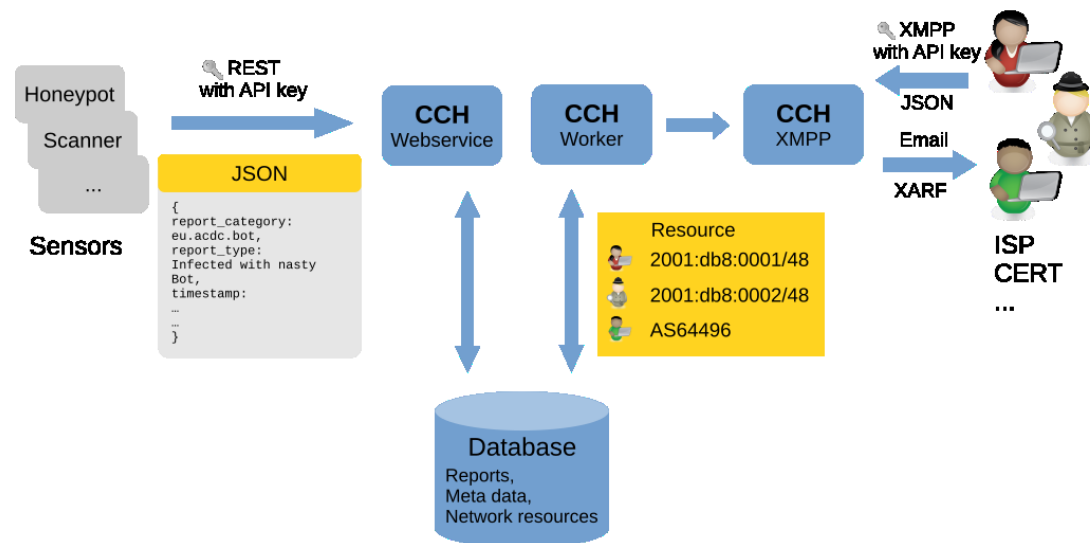 Honeypot
Scanner
...
Sensors
REST
with API key
JSON
{
report_category:
eu.acdc.bot,
report_type:
Infected with nasty
Bot,
timestamp:
…
…
}
CCH
Webservice
CCH
Worker
CCH
XMPP
XMPP
with API key
JSON
Email
XARF
ISP
CERT
...
Resource
2001:db8:0001/48
2001:db8:0002/48
AS64496
Database
Reports,
Meta data,
Network resources